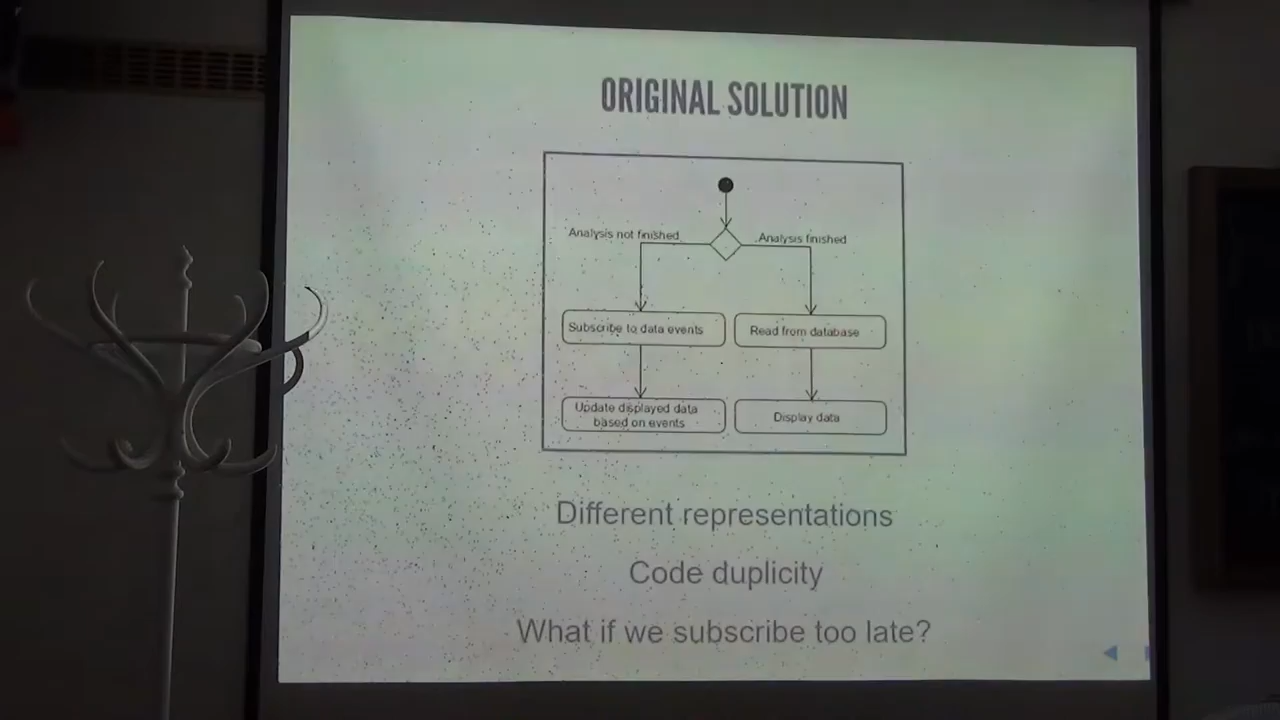 ORIGINAL SOLUTION
Analysis not finished
Analysis finished
Subscribe to data events
Read from database
Update displayed data
based on events
Display data
Different representations
Code duplicity
What if we subscribe too late?